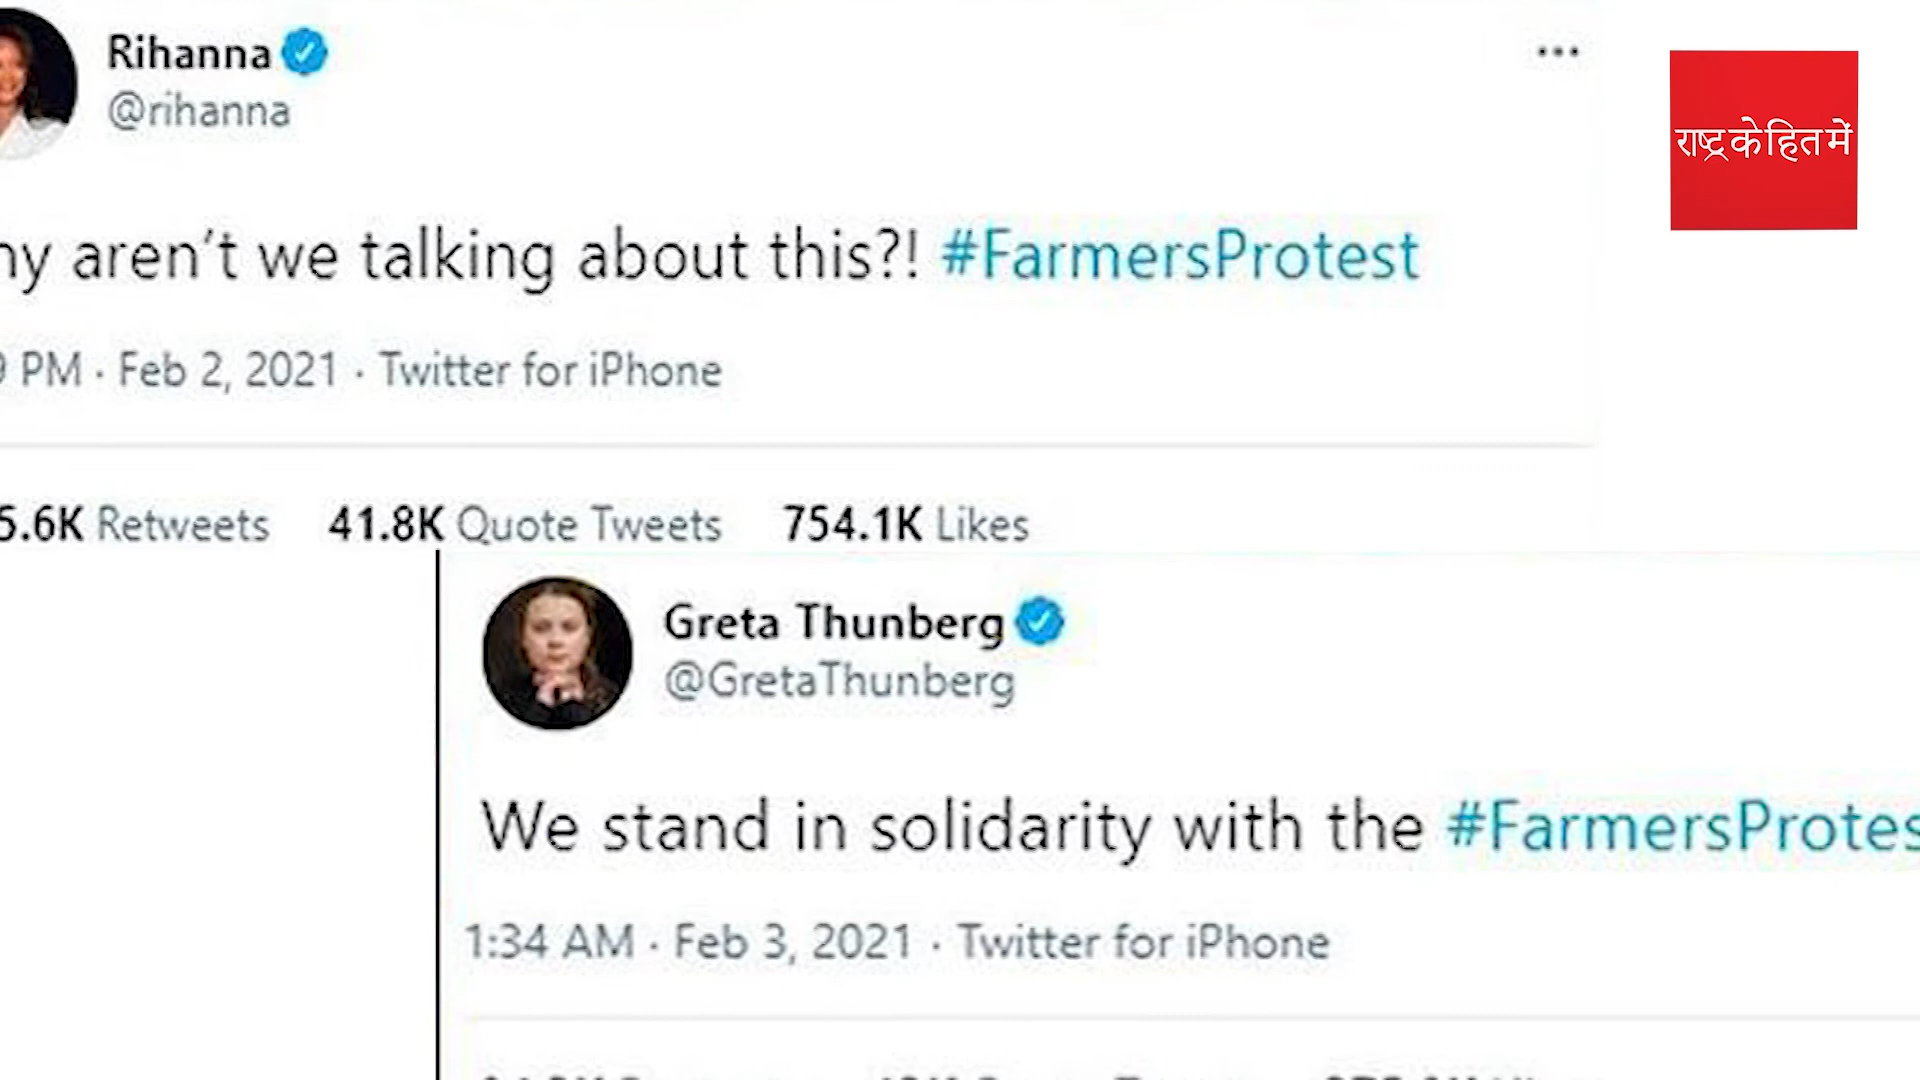 Rihanna
@rihanna
राष्ट्र के हित में
aren't we talking about this?! #FarmersProtest
PM · Feb 2, 2021 · Twitter for iPhone
5.6K Retweets 41.8K Quote Tweets 754.1K Likes
Greta Thunberg
@GretaThunberg
We stand in solidarity with the #FarmersProtes
1:34 AM · Feb 3, 2021 · Twitter for iPhone